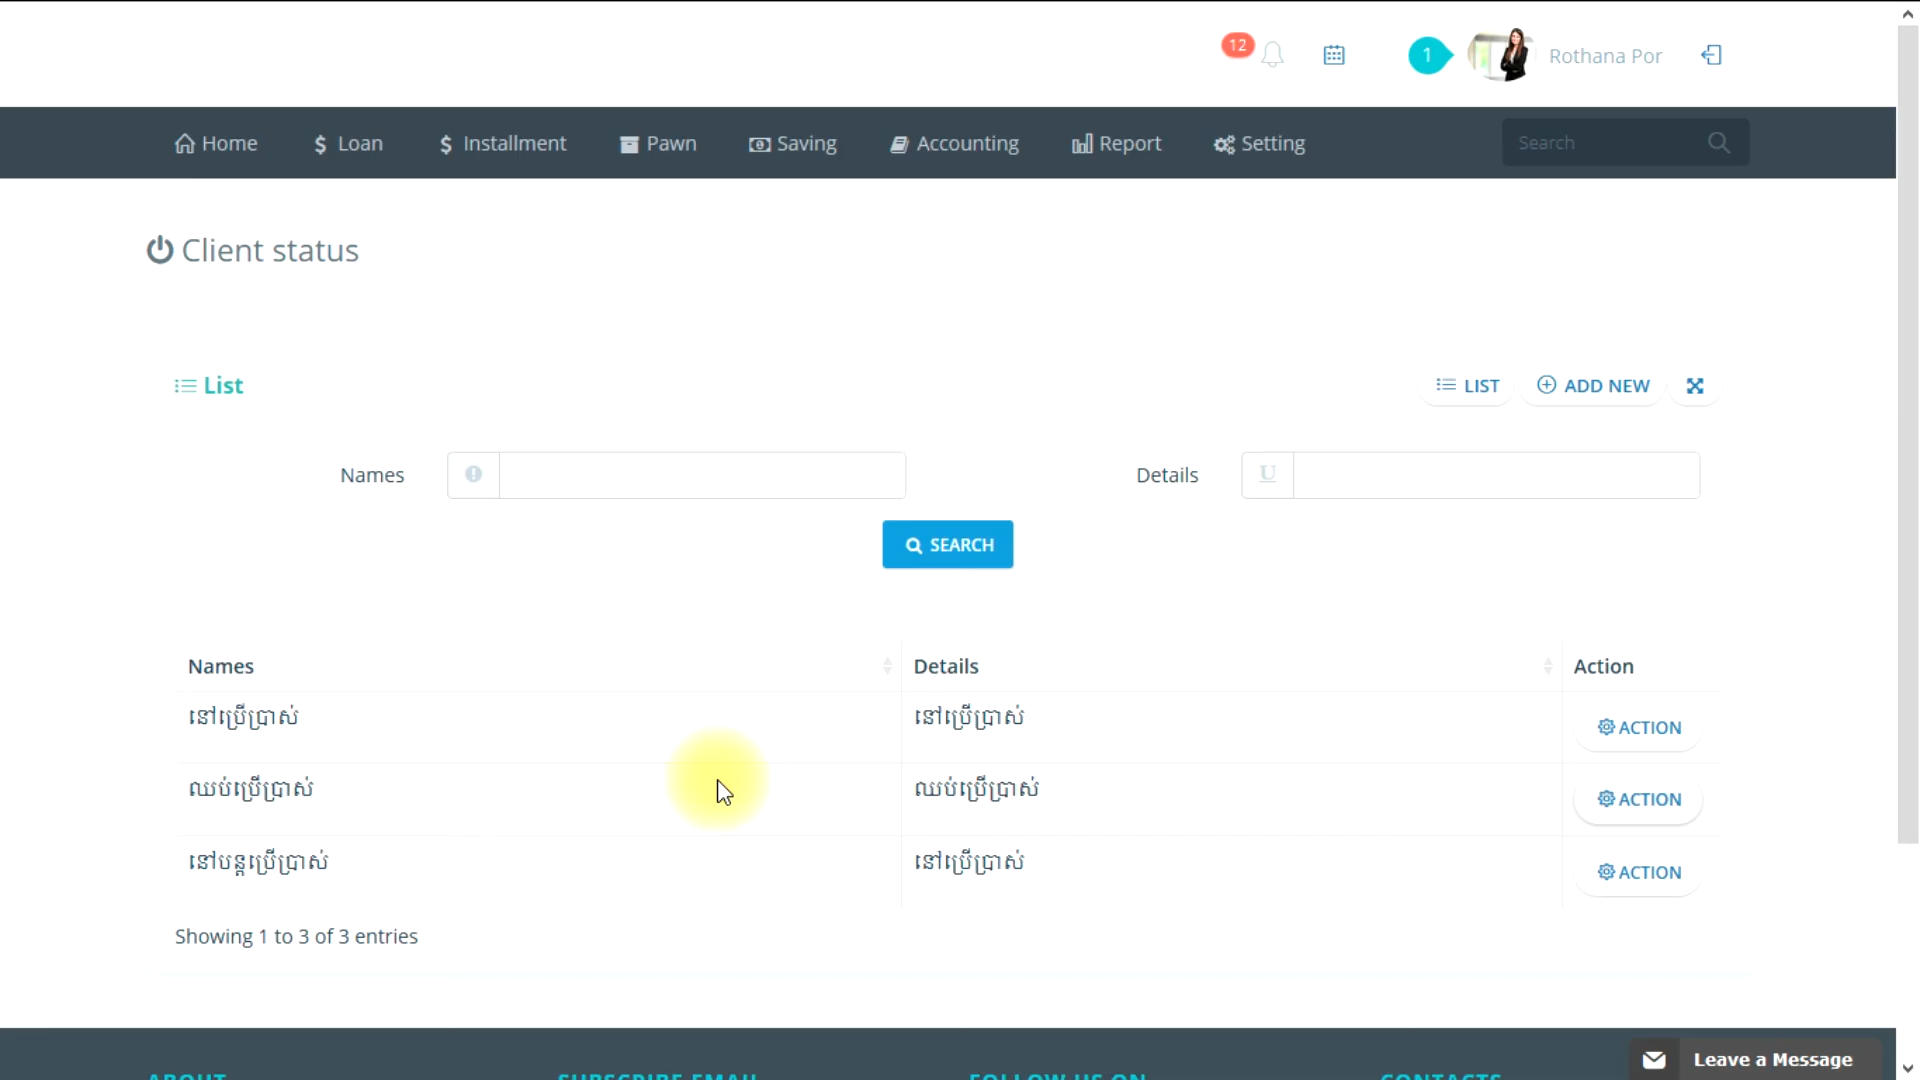 12
1
Rothana Por
Home
Loan
Installment
Pawn
Saving
Accounting
Report
Setting
Search
Client status
List
LIST
ADD NEW
Names
Details
SEARCH
Names
Details
Action
នៅប្រើប្រាស់
នៅប្រើប្រាស់
ACTION
ឈប់ប្រើប្រាស់
ឈប់ប្រើប្រាស់
ACTION
នៅបន្តប្រើប្រាស់
នៅប្រើប្រាស់
ACTION
Showing 1 to 3 of 3 entries
ABOUT
SUBSCRIBE EMAIL
FOLLOW US ON
CONTACTS
Leave a Message